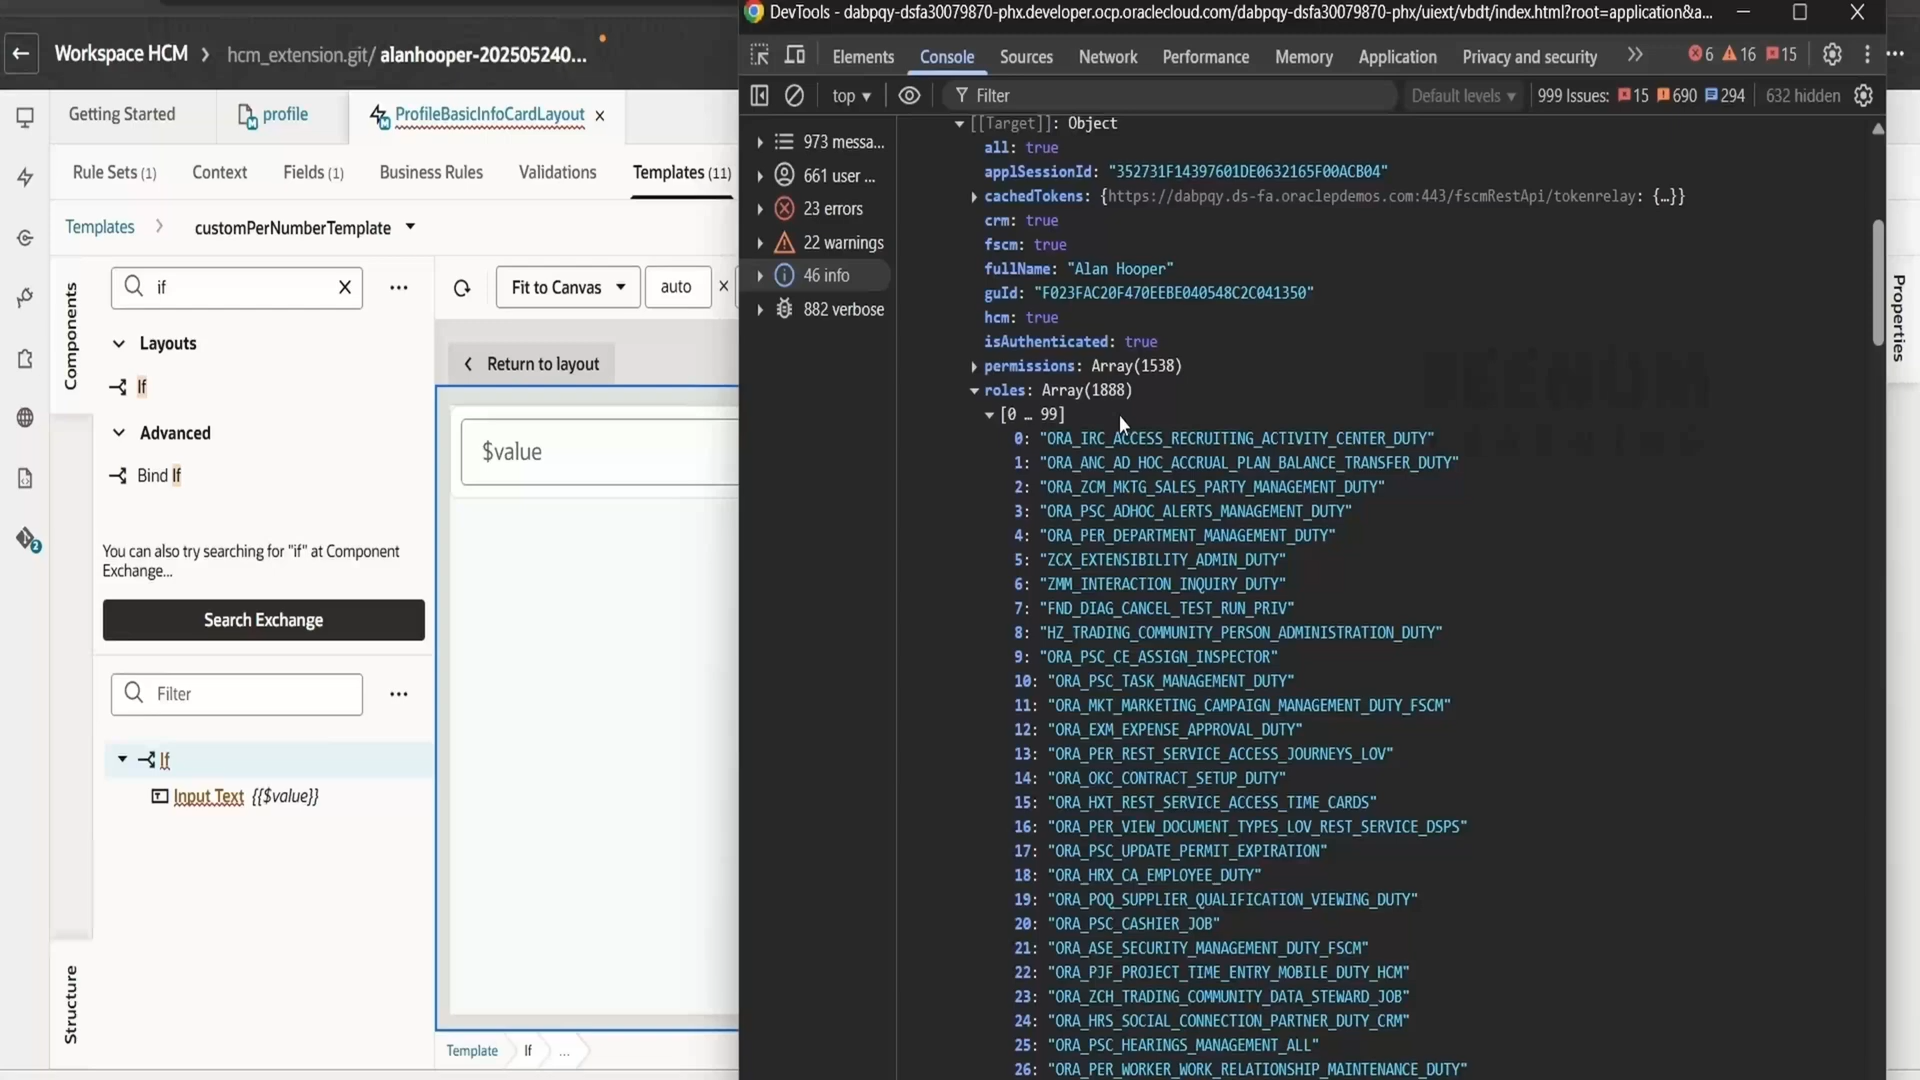 Workspace HCM > hcm_extension.git/ alanhooper-202505240...
Getting Started
profile
ProfileBasicInfoCardLayout ×
Rule Sets (1)
Context
Fields (1)
Business Rules
Validations
Templates (11)
Templates > customPerNumberTemplate
Components
if
Layouts
If
Advanced
Bind If
You can also try searching for "if" at Component
Exchange...
Search Exchange
Filter
If
Input Text {{$value}}
Structure
2
Fit to Canvas
auto
×
Return to layout
$value
Template
If
...
DevTools - dabpqy-dsfa30079870-phx.developer.ocp.oraclecloud.com/dabpqy-dsfa30079870-phx/uiext/vbdt/index.html?root=application&a...
Elements
Console
Sources
Network
Performance
Memory
Application
Privacy and security
6
16
15
top
Filter
Default levels
999 Issues:
15
690
294
632 hidden
973 messa...
661 user ...
23 errors
22 warnings
46 info
882 verbose
[[Target]]: Object
all: true
applSessionId: "352731F14397601DE0632165F00ACB04"
cachedTokens: {https://dabpqy.ds-fa.oraclepdemos.com:443/fscmRestApi/tokenrelay: {…}}
crm: true
fscm: true
fullName: "Alan Hooper"
guId: "F023FAC20F470EEBE040548C2C041350"
hcm: true
isAuthenticated: true
permissions: Array(1538)
roles: Array(1888)
[0 … 99]
0: "ORA_IRC_ACCESS_RECRUITING_ACTIVITY_CENTER_DUTY"
1: "ORA_ANC_AD_HOC_ACCRUAL_PLAN_BALANCE_TRANSFER_DUTY"
2: "ORA_ZCM_MKTG_SALES_PARTY_MANAGEMENT_DUTY"
3: "ORA_PSC_ADHOC_ALERTS_MANAGEMENT_DUTY"
4: "ORA_PER_DEPARTMENT_MANAGEMENT_DUTY"
5: "ZCX_EXTENSIBILITY_ADMIN_DUTY"
6: "ZMM_INTERACTION_INQUIRY_DUTY"
7: "FND_DIAG_CANCEL_TEST_RUN_PRIV"
8: "HZ_TRADING_COMMUNITY_PERSON_ADMINISTRATION_DUTY"
9: "ORA_PSC_CE_ASSIGN_INSPECTOR"
10: "ORA_PSC_TASK_MANAGEMENT_DUTY"
11: "ORA_MKT_MARKETING_CAMPAIGN_MANAGEMENT_DUTY_FSCM"
12: "ORA_EXM_EXPENSE_APPROVAL_DUTY"
13: "ORA_PER_REST_SERVICE_ACCESS_JOURNEYS_LOV"
14: "ORA_OKC_CONTRACT_SETUP_DUTY"
15: "ORA_HXT_REST_SERVICE_ACCESS_TIME_CARDS"
16: "ORA_PER_VIEW_DOCUMENT_TYPES_LOV_REST_SERVICE_DSPS"
17: "ORA_PSC_UPDATE_PERMIT_EXPIRATION"
18: "ORA_HRX_CA_EMPLOYEE_DUTY"
19: "ORA_POQ_SUPPLIER_QUALIFICATION_VIEWING_DUTY"
20: "ORA_PSC_CASHIER_JOB"
21: "ORA_ASE_SECURITY_MANAGEMENT_DUTY_FSCM"
22: "ORA_PJF_PROJECT_TIME_ENTRY_MOBILE_DUTY_HCM"
23: "ORA_ZCH_TRADING_COMMUNITY_DATA_STEWARD_JOB"
24: "ORA_HRS_SOCIAL_CONNECTION_PARTNER_DUTY_CRM"
25: "ORA_PSC_HEARINGS_MANAGEMENT_ALL"
26: "ORA_PER_WORKER_WORK_RELATIONSHIP_MAINTENANCE_DUTY"
Properties